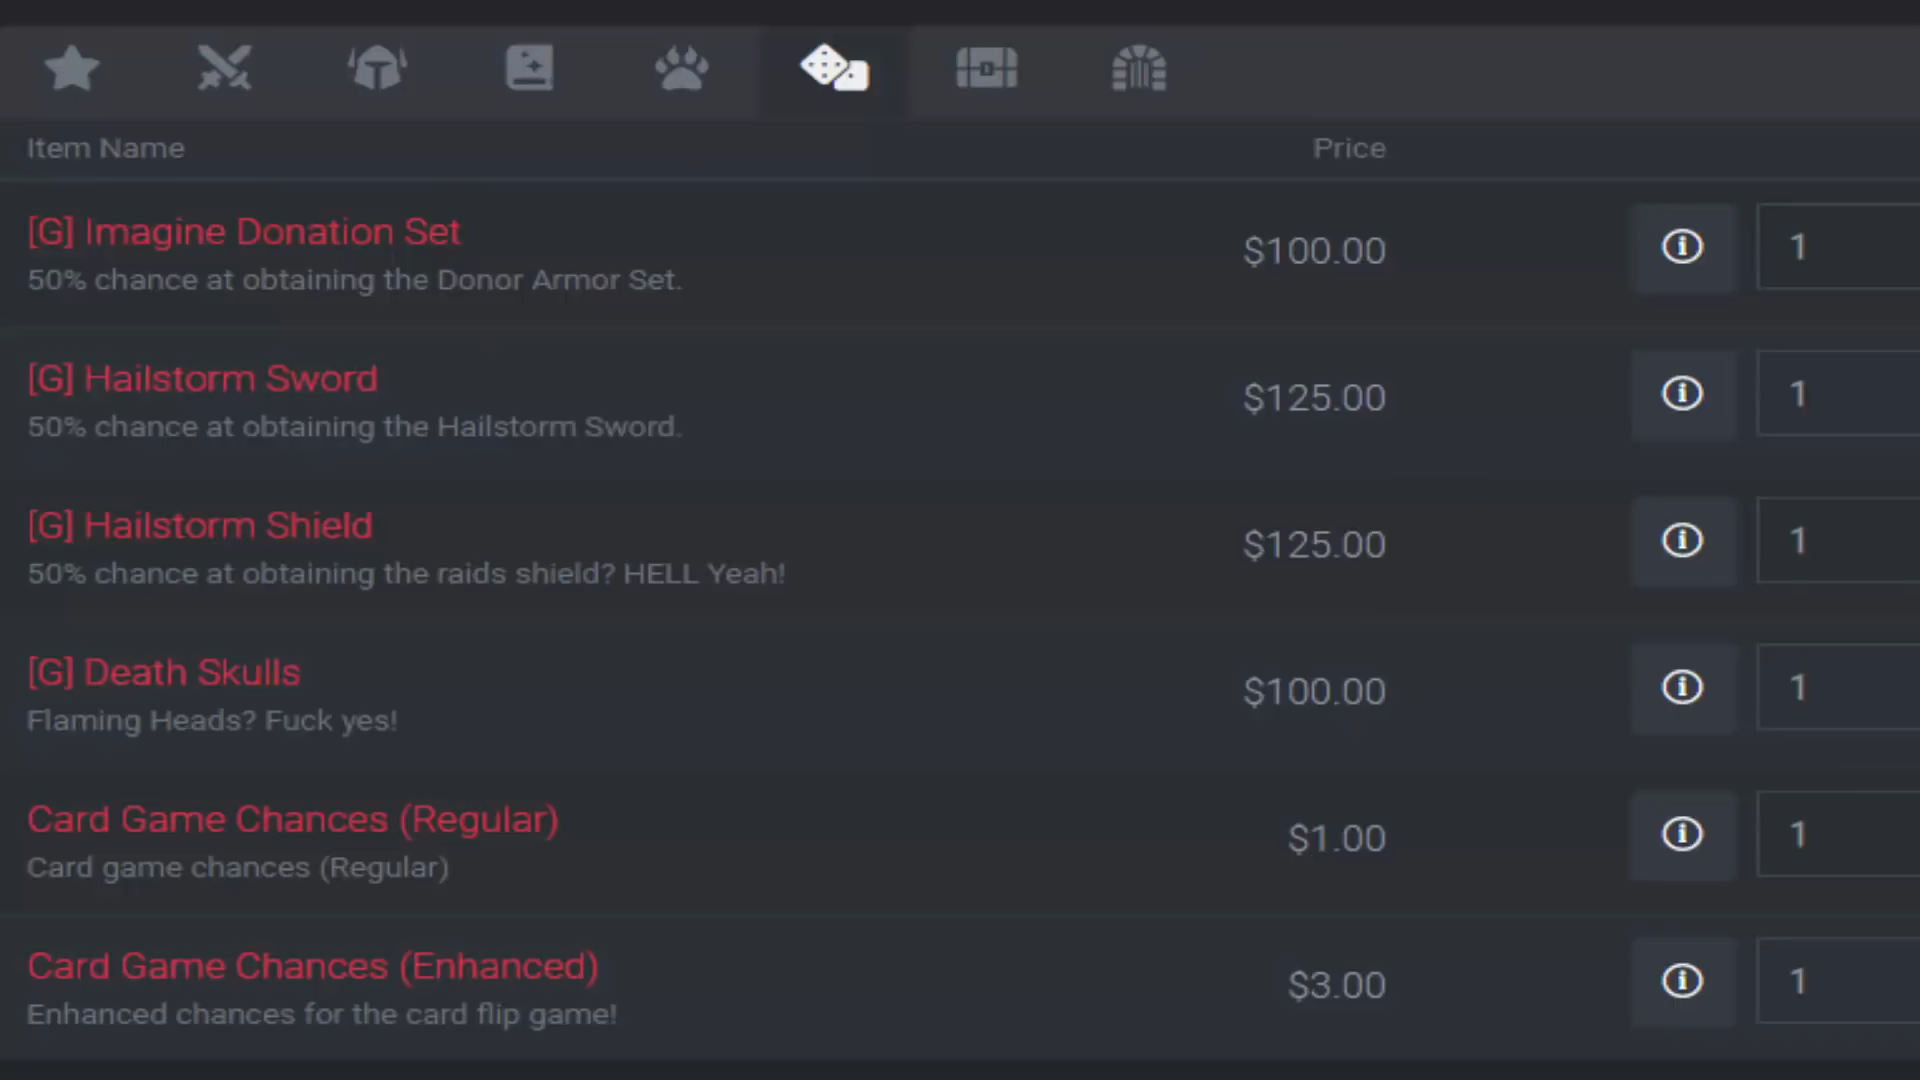 Item Name Price
[G] Imagine Donation Set
50% chance at obtaining the Donor Armor Set.
$100.00 1
[G] Hailstorm Sword
50% chance at obtaining the Hailstorm Sword.
$125.00 1
[G] Hailstorm Shield
50% chance at obtaining the raids shield? HELL Yeah!
$125.00 1
[G] Death Skulls
Flaming Heads? Fuck yes!
$100.00 1
Card Game Chances (Regular)
Card game chances (Regular)
$1.00 1
Card Game Chances (Enhanced)
Enhanced chances for the card flip game!
$3.00 1